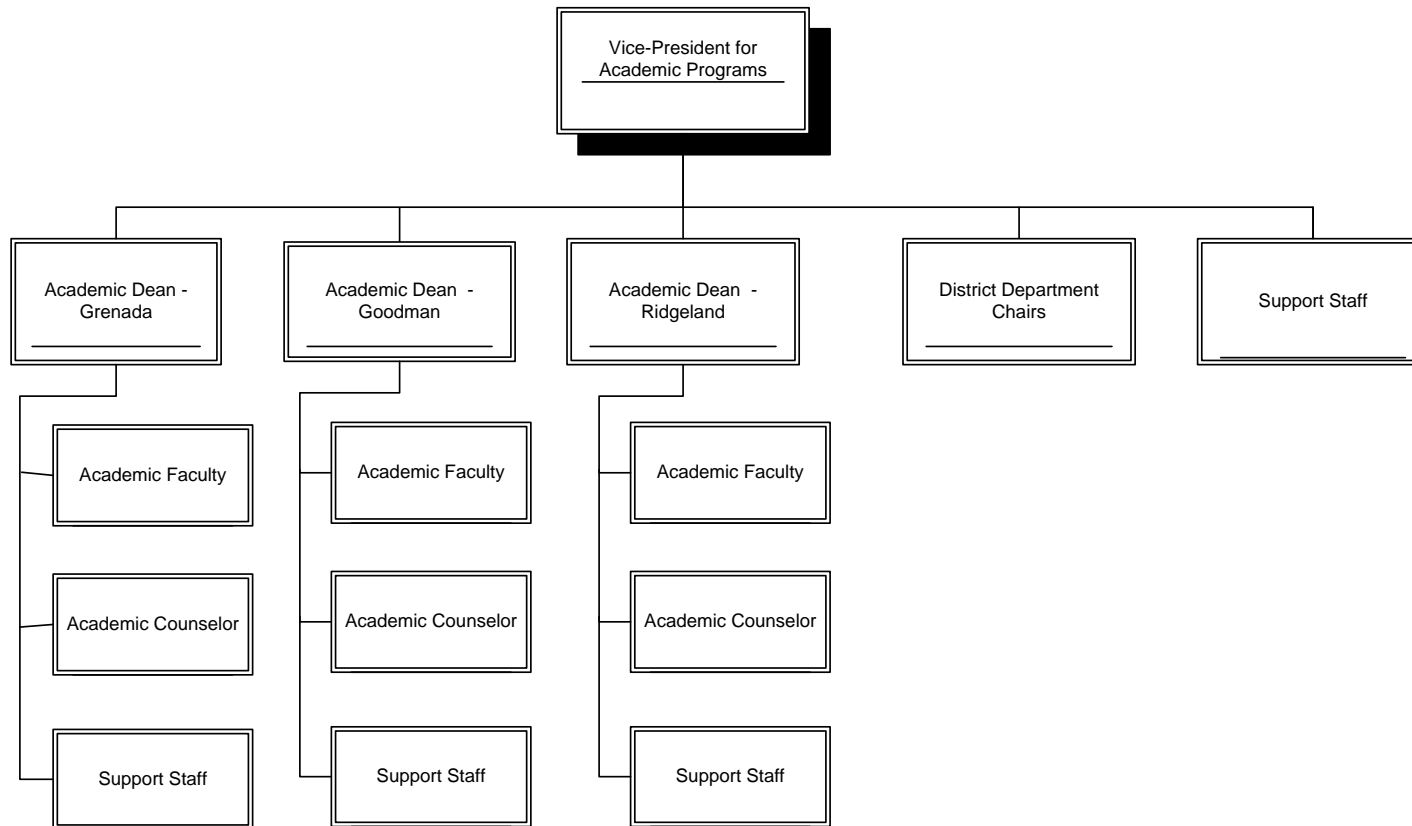 Vice-President for
Academic Programs
Academic Dean -
Grenada
Academic Dean  -
Goodman
Academic Dean  -
Ridgeland
District Department
Chairs
Support Staff
Academic Faculty
Academic Faculty
Academic Faculty
Academic Counselor
Academic Counselor
Academic Counselor
Support Staff
Support Staff
Support Staff